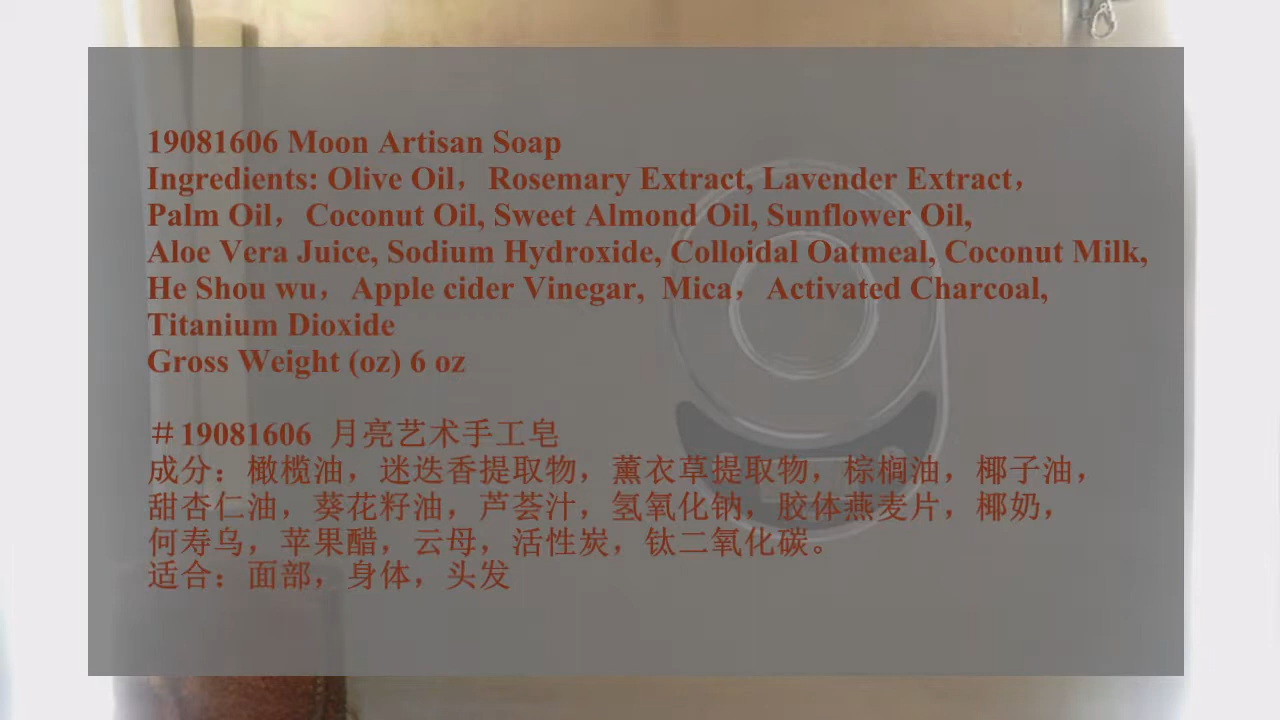 19081606 Moon Artisan Soap
Ingredients: Olive Oil，Rosemary Extract, Lavender Extract，
Palm Oil，Coconut Oil, Sweet Almond Oil, Sunflower Oil,
Aloe Vera Juice, Sodium Hydroxide, Colloidal Oatmeal, Coconut Milk,
He Shou wu，Apple cider Vinegar,  Mica，Activated Charcoal,
Titanium Dioxide
Gross Weight (oz) 6 oz
＃19081606  月亮艺术手工皂
成分：橄榄油，迷迭香提取物，薰衣草提取物，棕榈油，椰子油，
甜杏仁油，葵花籽油，芦荟汁，氢氧化钠，胶体燕麦片，椰奶，
何寿乌，苹果醋，云母，活性炭，钛二氧化碳。
适合：面部，身体，头发